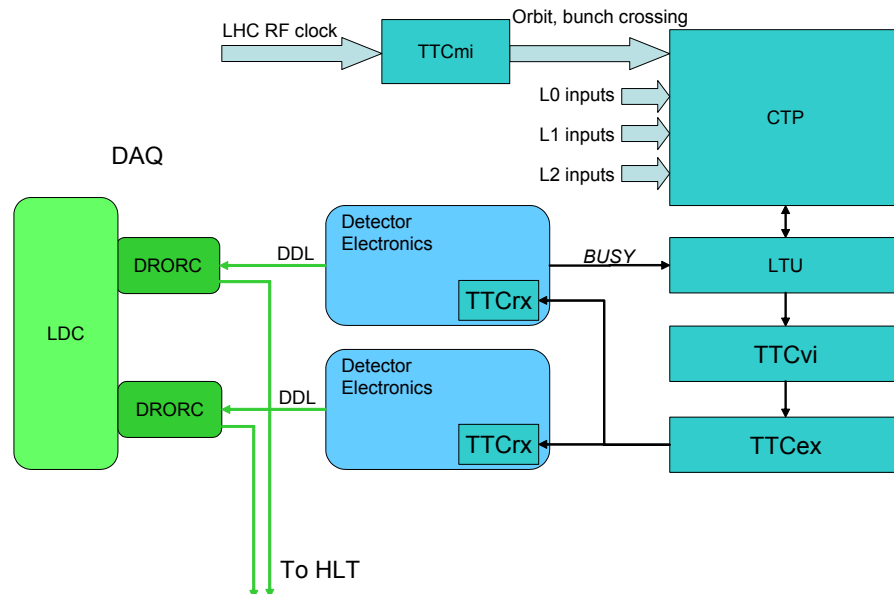 LHC RF clock
TTCmi
Orbit, bunch crossing
L0 inputs
L1 inputs
L2 inputs
CTP
DAQ
LDC
DRORC
DDL
Detector
Electronics
TTCrx
BUSY
LTU
TTCvi
DRORC
DDL
Detector
Electronics
TTCrx
TTCex
To HLT